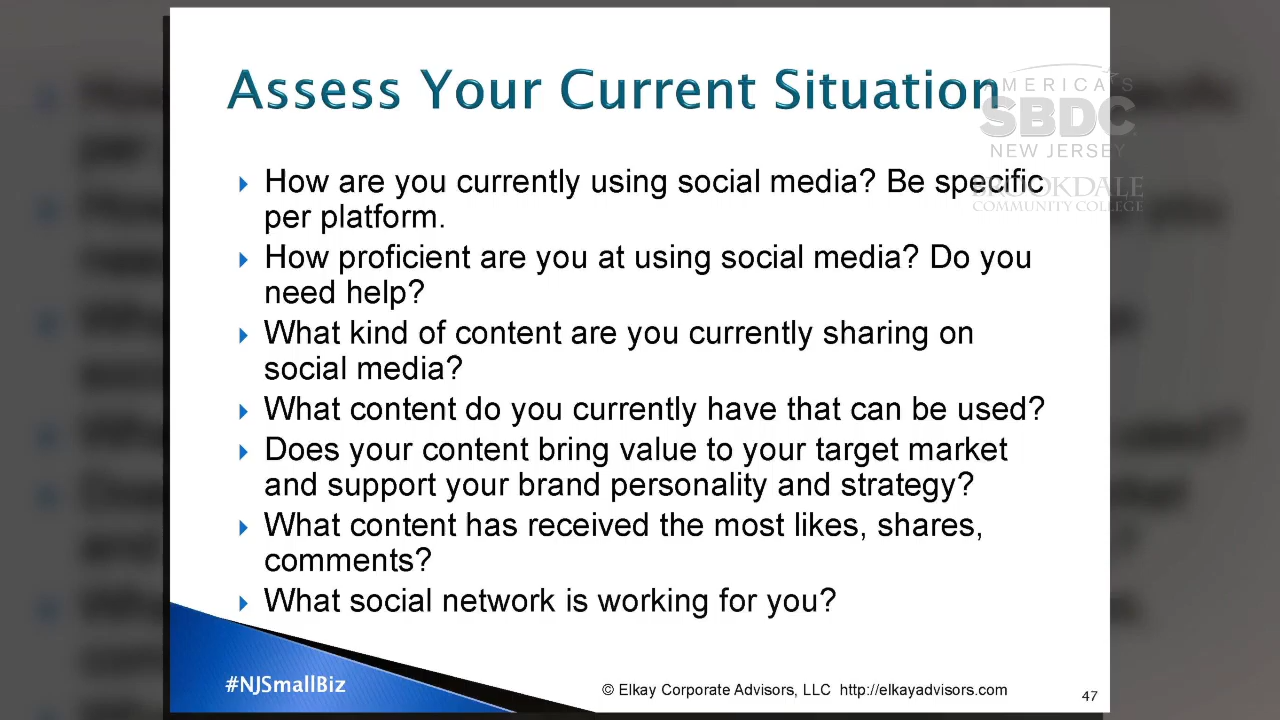 Assess Your Current Situation
AMERICA'S
SBDC
NEW JERSEY
BROOKDALE
COMMUNITY COLLEGE
How are you currently using social media? Be specific
per platform.
How proficient are you at using social media? Do you
need help?
What kind of content are you currently sharing on
social media?
What content do you currently have that can be used?
Does your content bring value to your target market
and support your brand personality and strategy?
What content has received the most likes, shares,
comments?
What social network is working for you?
#NJSmallBiz
© Elkay Corporate Advisors, LLC http://elkayadvisors.com
47